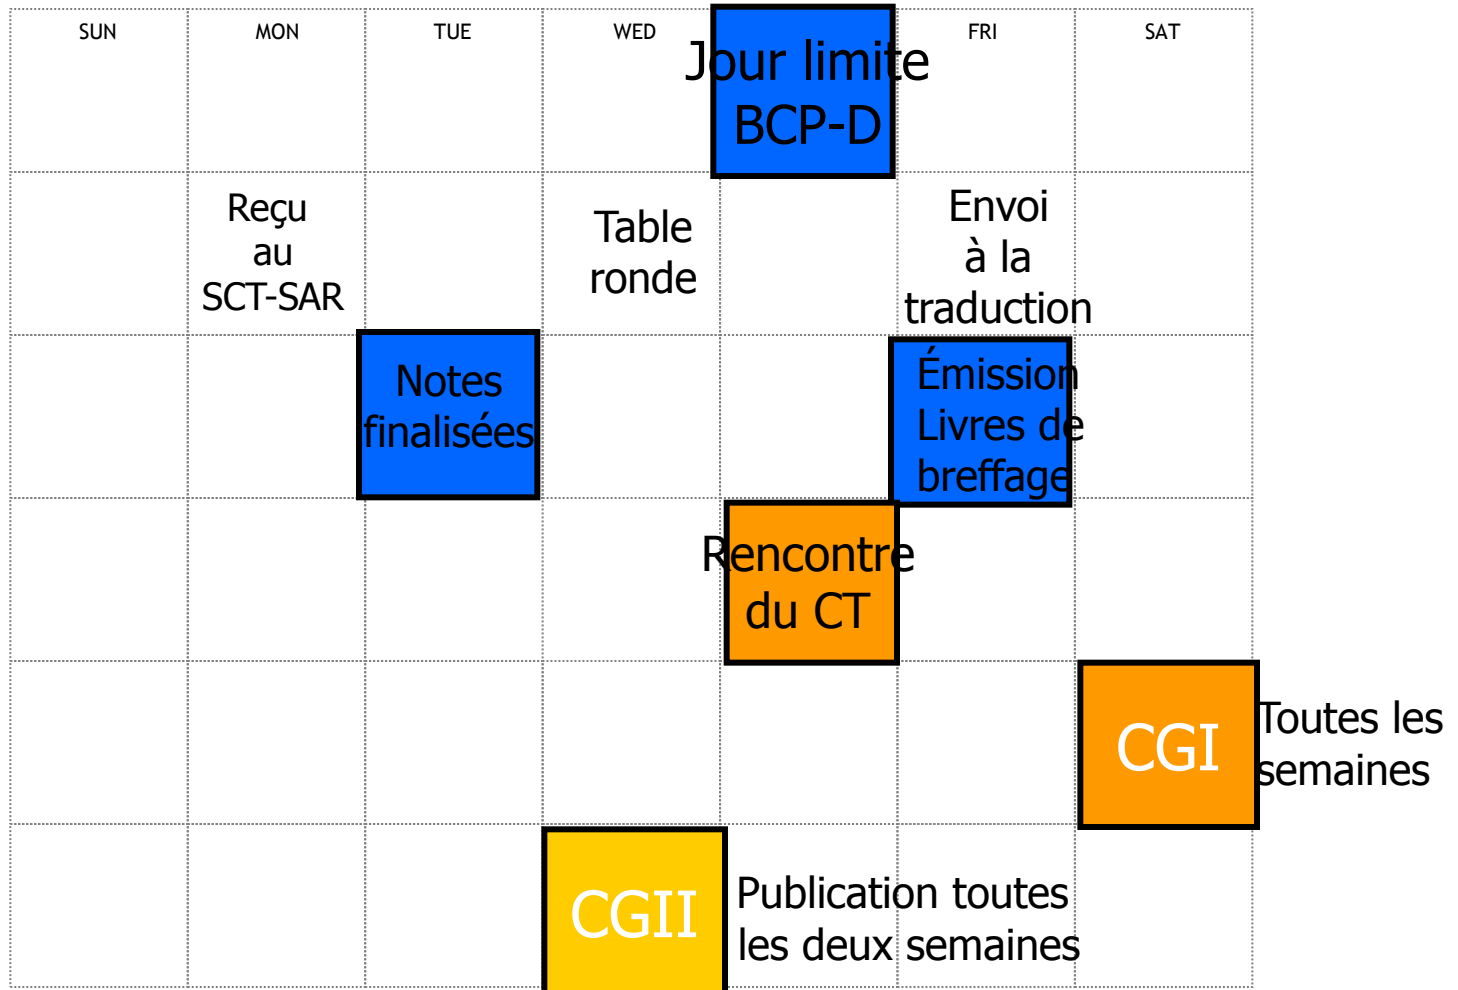 SUN MON TUE WED FRI SAT
Jour limite
BCP-D
Reçu
au
SCT-SAR
Table
ronde
Envoi
à la
traduction
Notes
finalisées
Émission
Livres de
breffage
Rencontre
du CT
CGI
Toutes les
semaines
CGII
Publication toutes
les deux semaines